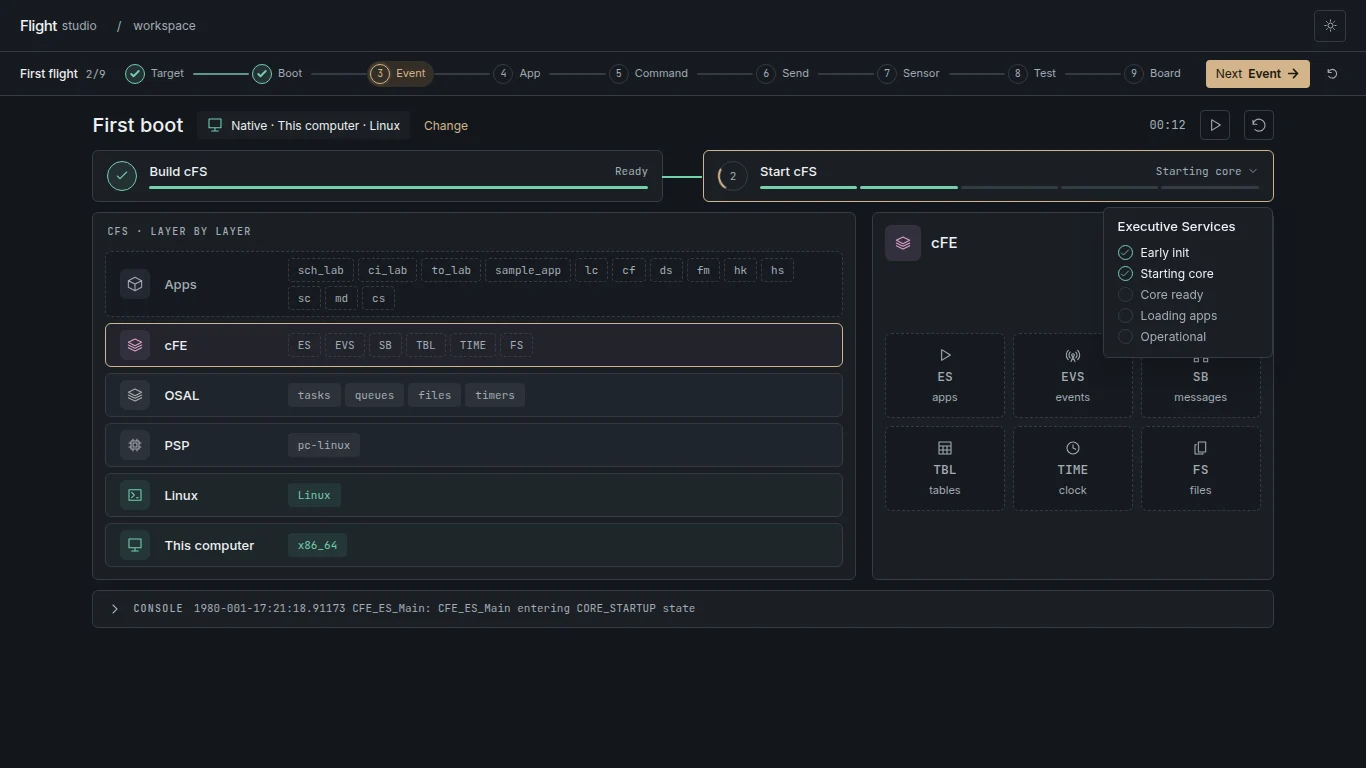 Flight studio / workspace
First flight 2/9 Target Boot 3 Event 4 App 5 Command 6 Send 7 Sensor 8 Test 9 Board Next Event →
First boot Native · This computer · Linux Change 00:12
Build cFS Ready
2 Start cFS Starting core
CFS · LAYER BY LAYER
Apps
sch_lab ci_lab to_lab sample_app lc cf ds fm hk hs
sc md cs
cFE ES EVS SB TBL TIME FS
OSAL tasks queues files timers
PSP pc-linux
Linux Linux
This computer x86_64
cFE
Executive Services
Early init
Starting core
Core ready
Loading apps
Operational
ES EVS SB
apps events messages
TBL TIME FS
tables clock files
CONSOLE 1980-001-17:21:18.91173 CFE_ES_Main: CFE_ES_Main entering CORE_STARTUP state